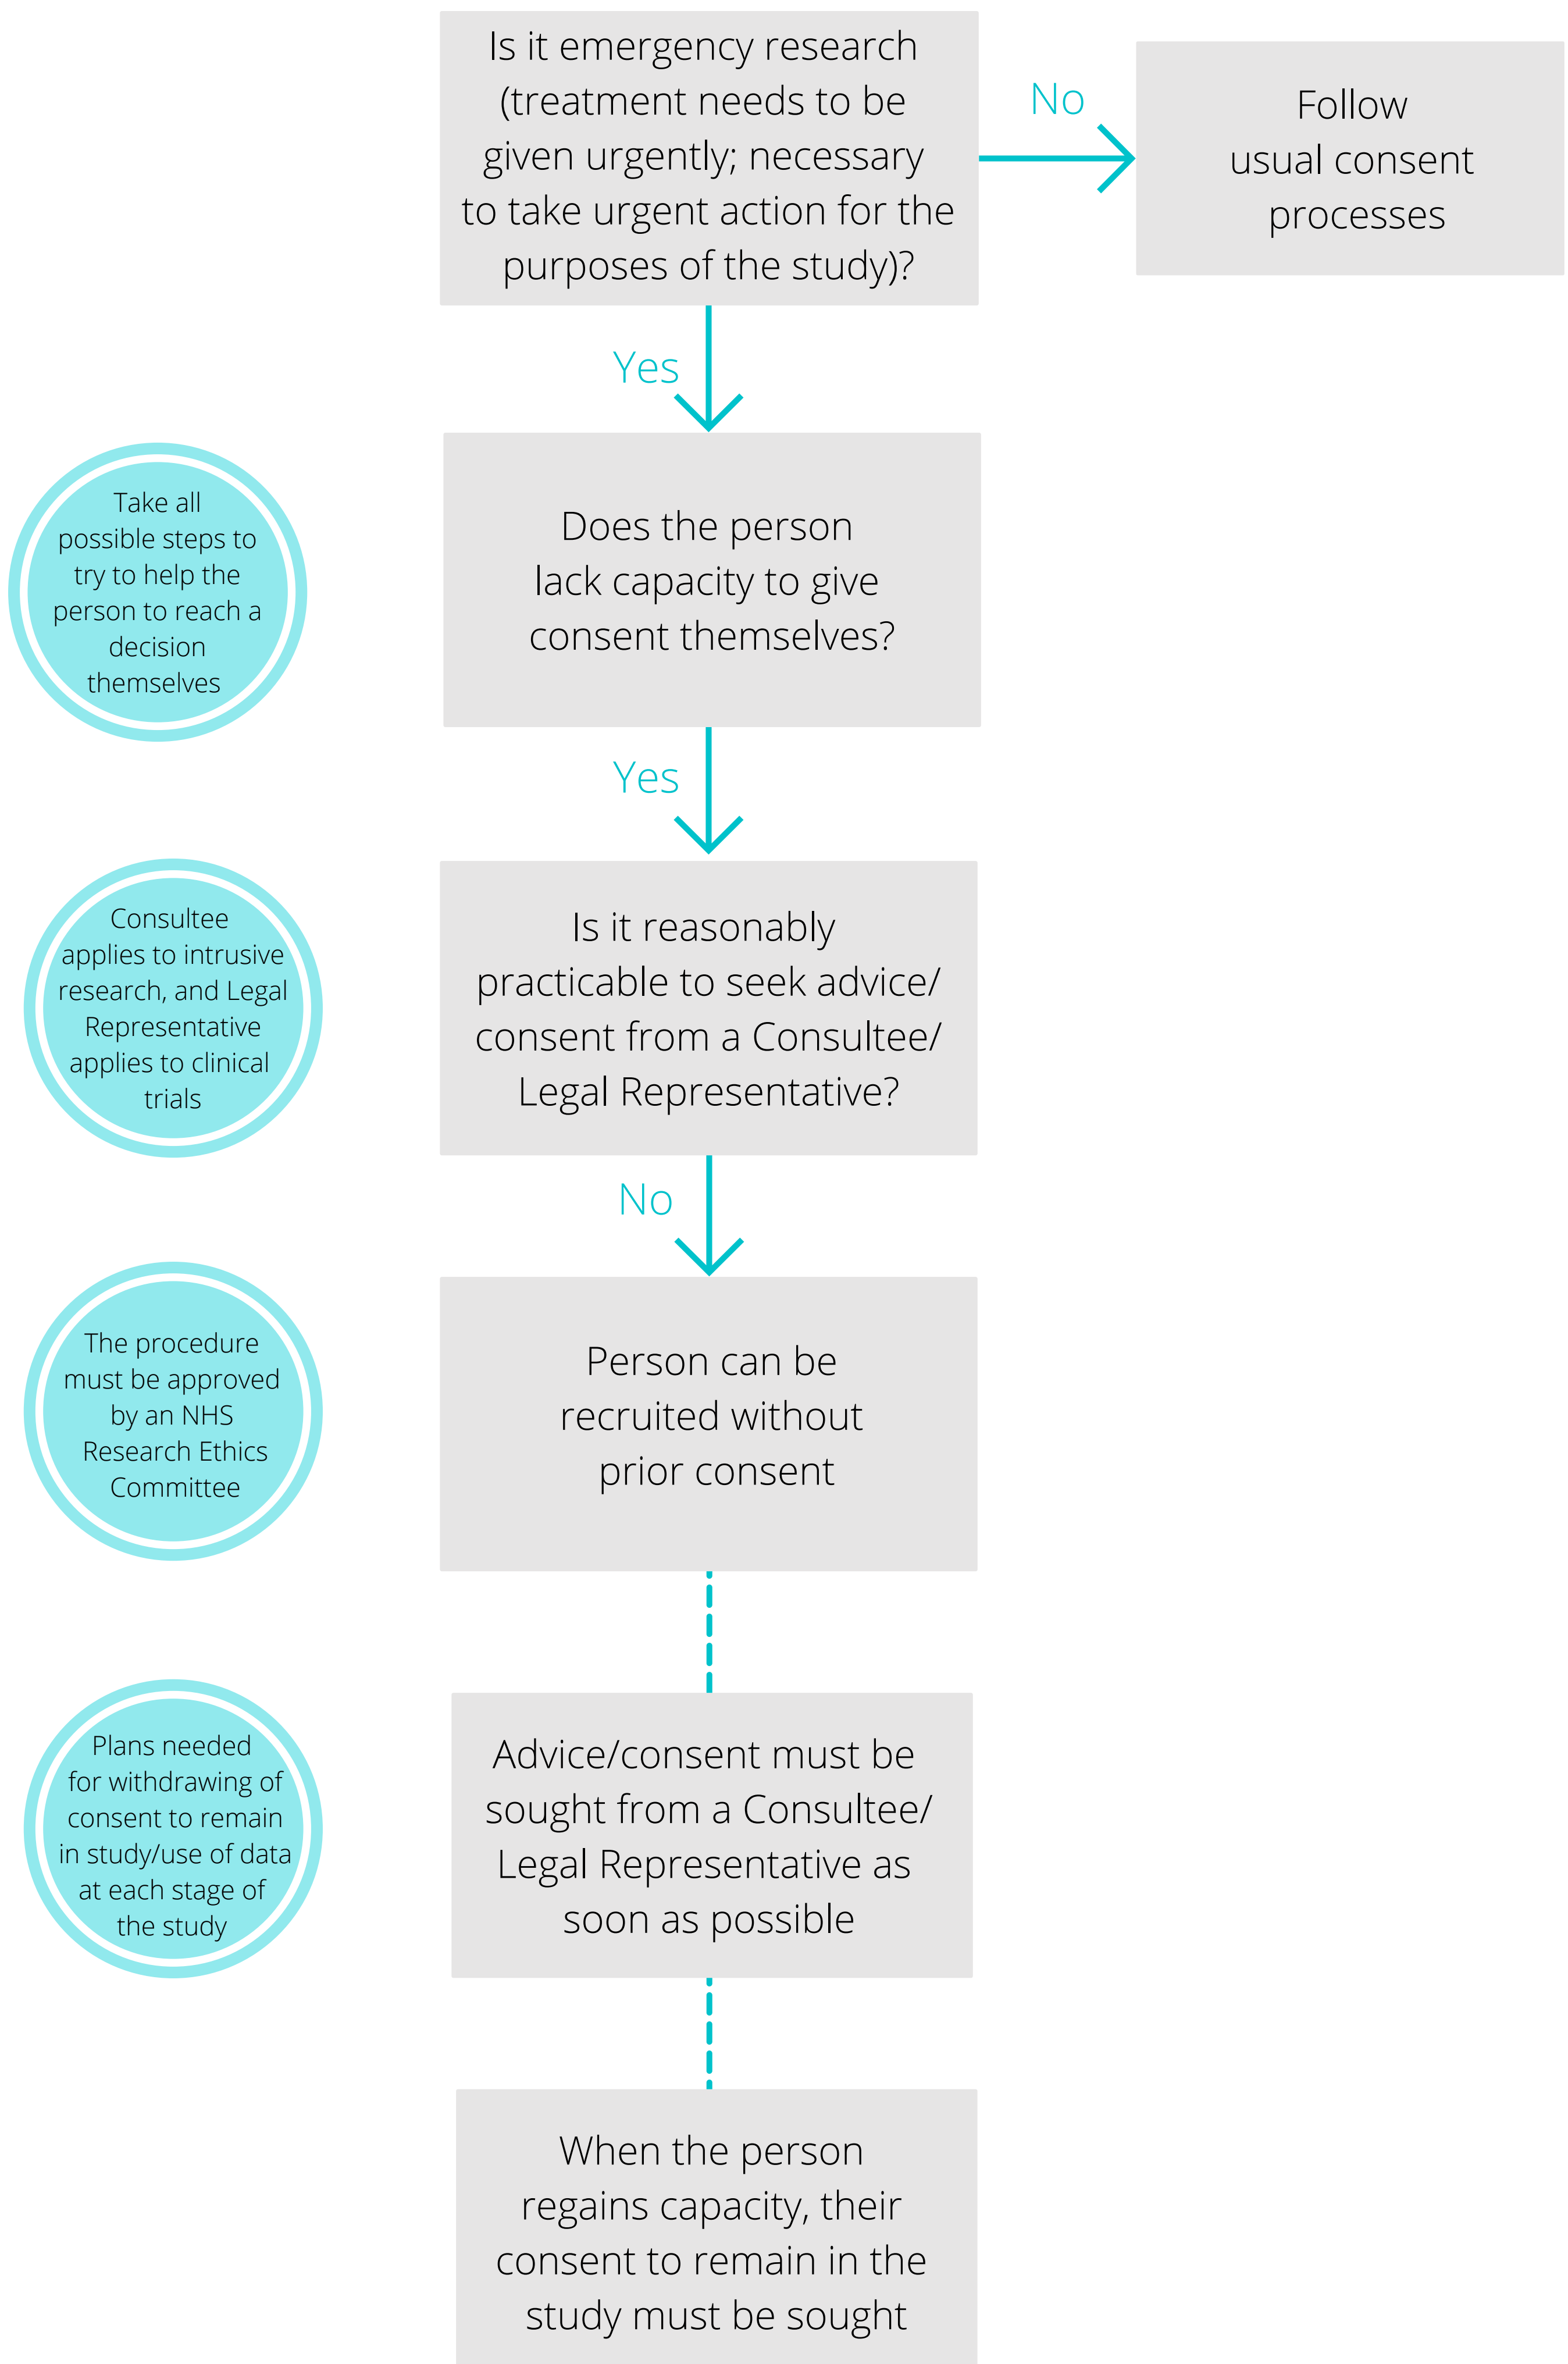 Is it emergency research
(treatment needs to be
given urgently; necessary
to take urgent action for the
purposes of the study)?
No
Follow
usual consent
processes
Yes
Take all
possible steps to
try to help the
person to reach a
decision
themselves
Does the person
lack capacity to give
consent themselves?
Yes
Consultee
applies to intrusive
research, and Legal
Representative
applies to clinical
trials
Is it reasonably
practicable to seek advice/
consent from a Consultee/
Legal Representative?
No
The procedure
must be approved
by an NHS
Research Ethics
Committee
Person can be
recruited without
prior consent
Plans needed
for withdrawing of
consent to remain
in study/use of data
at each stage of
the study
Advice/consent must be
sought from a Consultee/
Legal Representative as
soon as possible
When the person
regains capacity, their
consent to remain in the
study must be sought